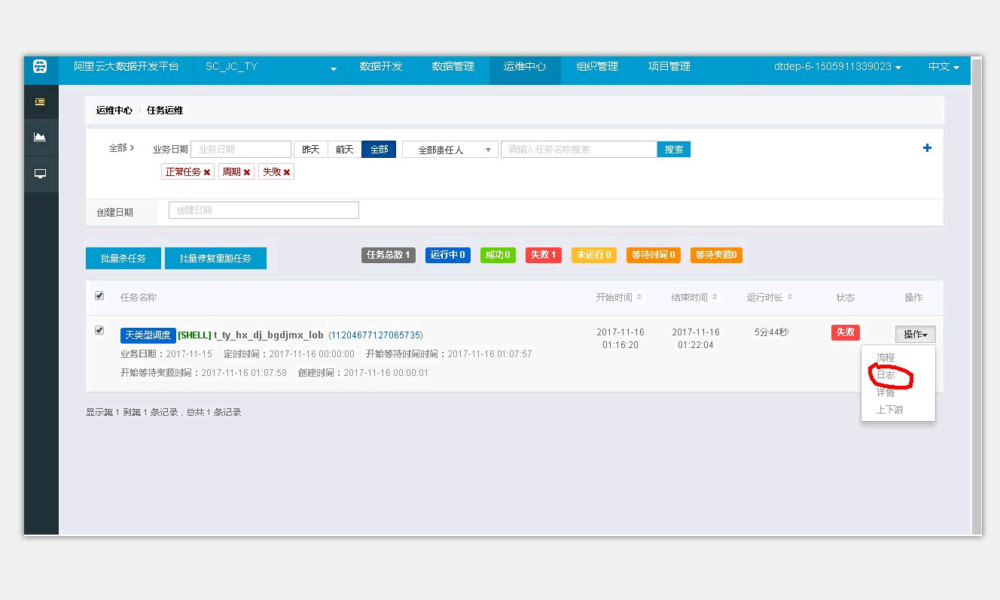 阿里云大数据开发平台 SC_JC_TY 数据开发 数据管理 运维中心 组织管理 项目管理 dtdep-6-1505911339023 中文
运维中心 / 任务运维
全部 业务日期 业务日期 昨天 前天 全部 全部责任人 请输入任务名称搜索 搜索
正常任务 周期 失败
创建日期 创建日期
批量杀任务 批量修复重跑任务 任务总数 1 运行中 0 成功 0 失败 1 未运行 0 等待时间 0 等待资源0
任务名称 开始时间 结束时间 运行时长 状态 操作
天类型调度 [SHELL] t_ty_hx_dj_bgdjmx_lob (11204677127065735) 2017-11-16 01:16:20 2017-11-16 01:22:04 5分44秒 失败 操作
业务日期：2017-11-15 定时时间：2017-11-16 00:00:00 开始等待时间时间：2017-11-16 01:07:57
开始等待资源时间：2017-11-16 01:07:58 创建时间：2017-11-16 00:00:01
流程
日志
详情
上下游
显示第 1 到第 1 条记录，总共 1 条记录